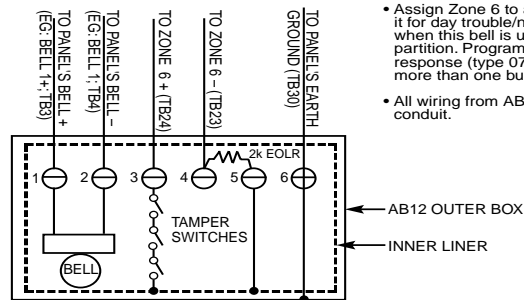 TO PANEL'S BELL +
(EG: BELL 1+; TB3)
TO PANEL'S BELL –
(EG: BELL 1; TB4)
TO ZONE 6 + (TB24)
TO ZONE 6 – (TB23)
TO PANEL'S EARTH
GROUND (TB30)
• Assign Zone 6 to
it for day trouble/n
when this bell is u
partition. Program
response (type 07
more than one bu
• All wiring from AB
conduit.
2k EOLR
1 2 3 4 5 6
TAMPER
SWITCHES
BELL
AB12 OUTER BOX
INNER LINER